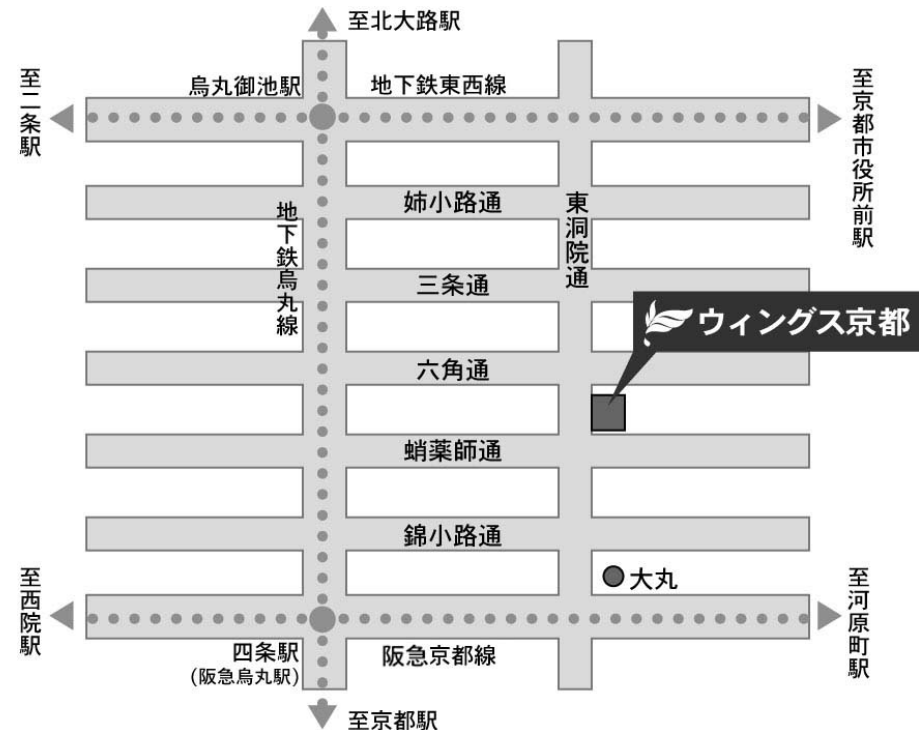 至北大路駅
烏丸御池駅
地下鉄東西線
至二条駅
至京都市役所前駅
姉小路通
地下鉄烏丸線
東洞院通
三条通
ウィングス京都
六角通
蛸薬師通
錦小路通
大丸
至西院駅
至河原町駅
四条駅
(阪急烏丸駅)
阪急京都線
至京都駅